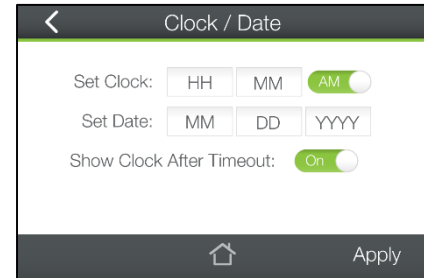 Clock / Date
Set Clock: HH MM AM
Set Date: MM DD YYYY
Show Clock After Timeout: On
Apply